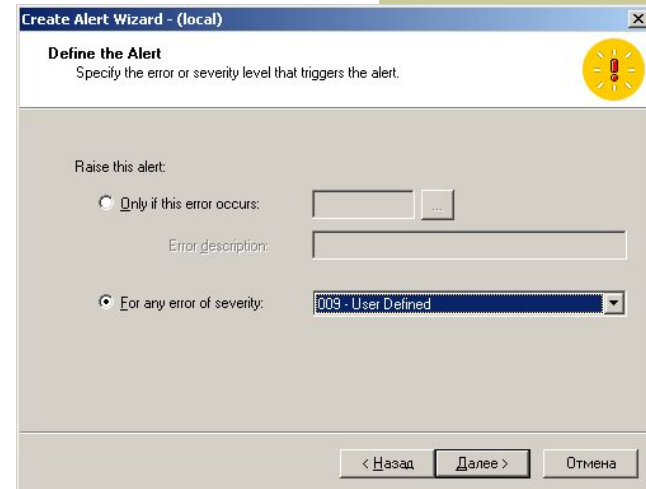 Create Alert Wizard - (local)
Define the Alert
Specify the error or severity level that triggers the alert.
Raise this alert:
Only if this error occurs:
...
Error description:
For any error of severity:
009 - User Defined
< Назад
Далее >
Отмена